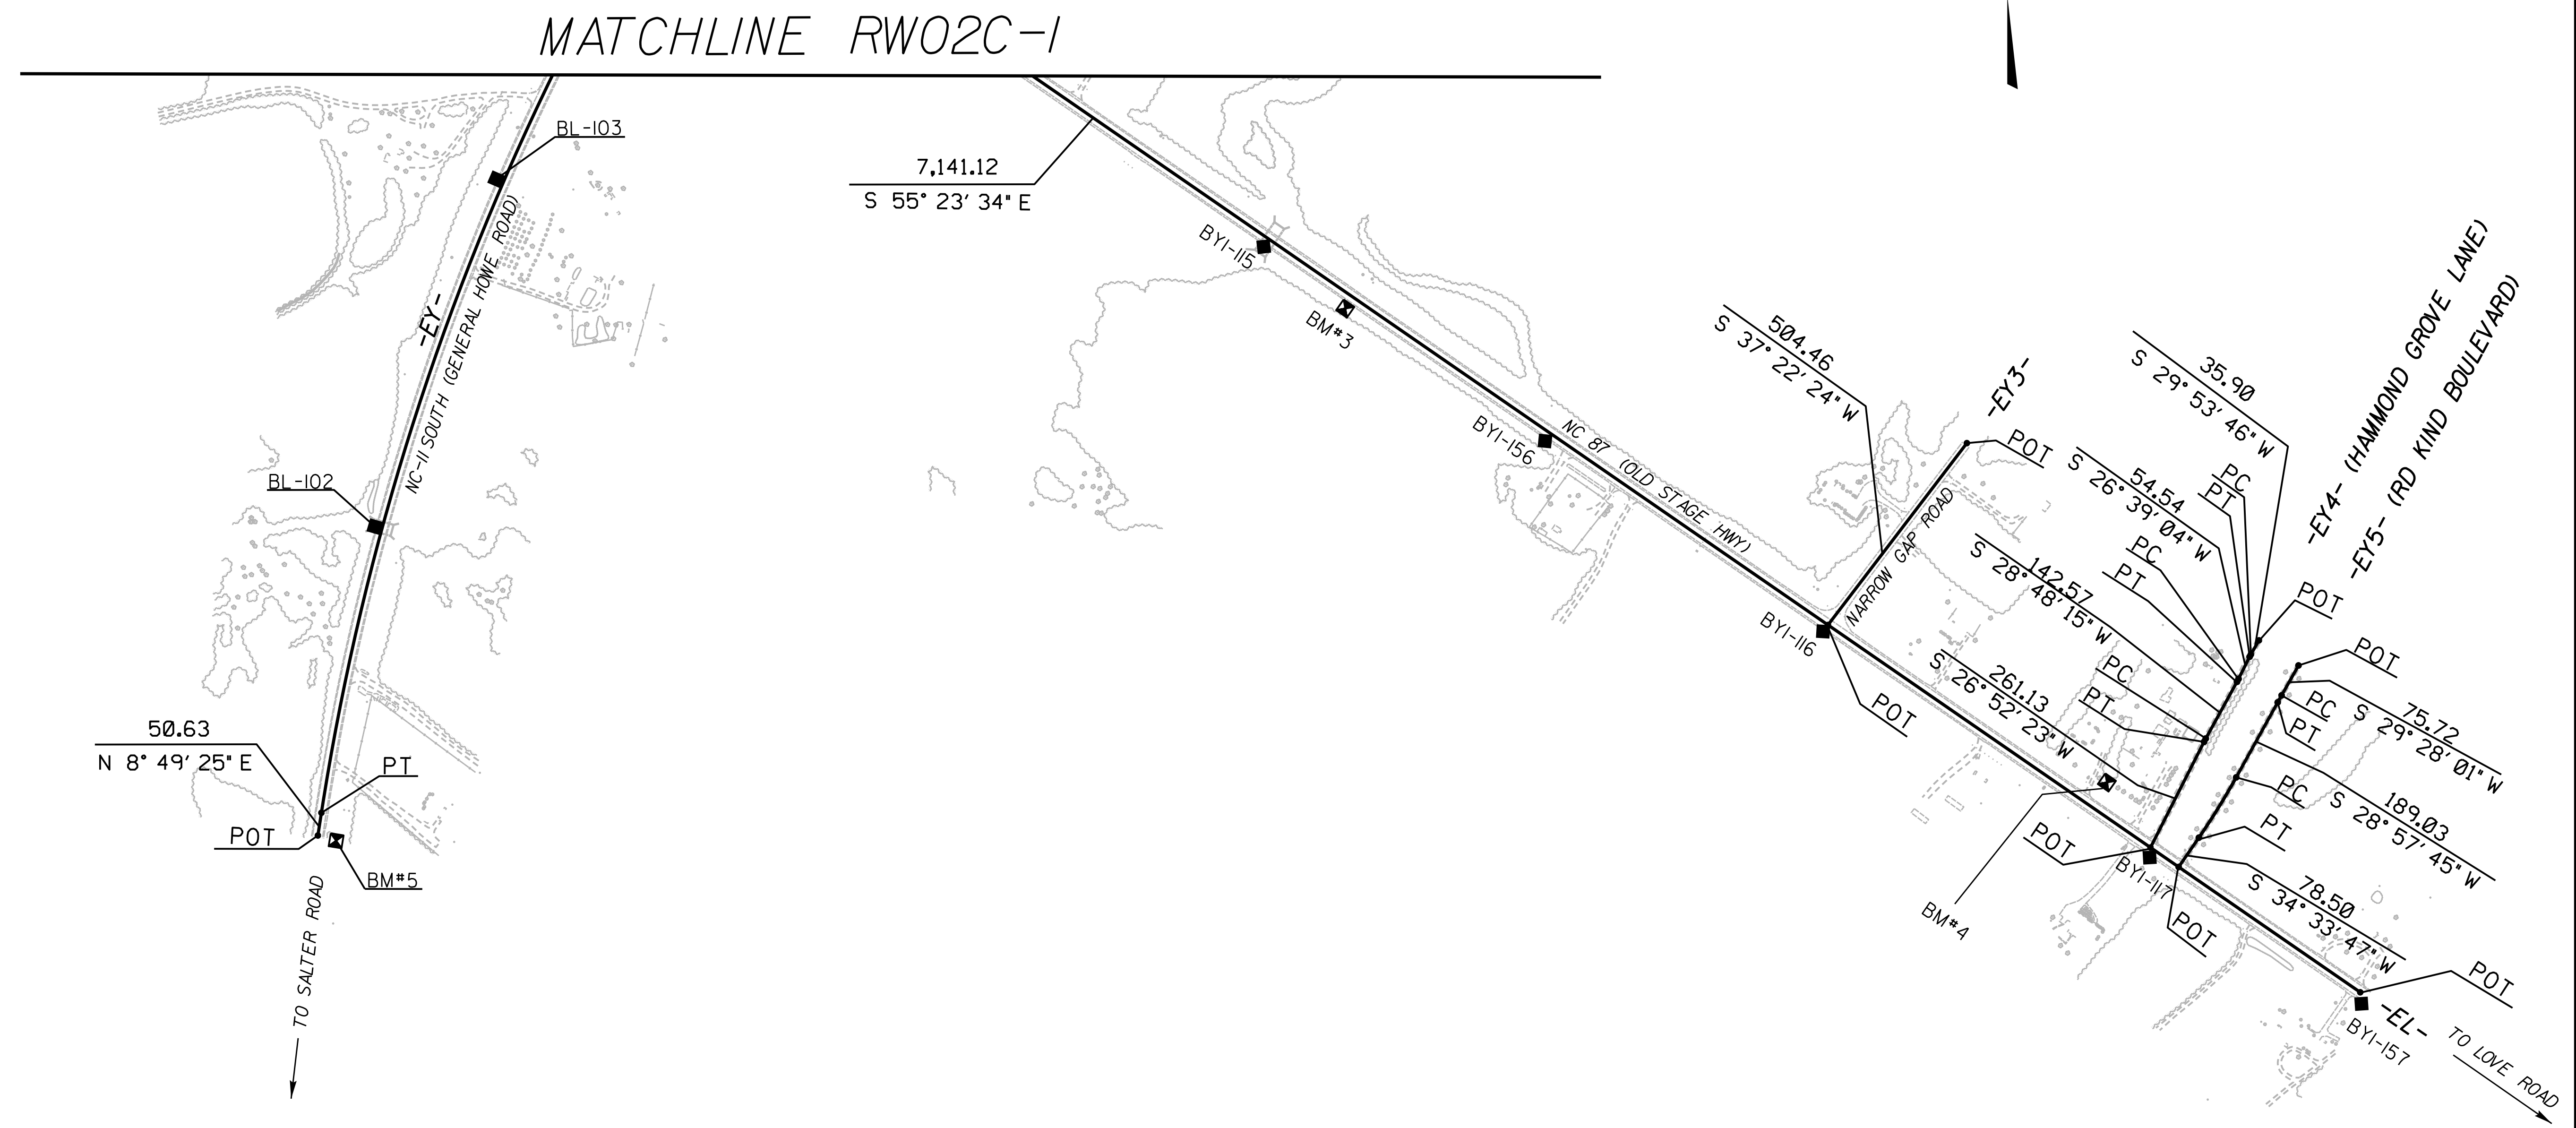 MATCHLINE RW02C-1
BL-103
7,141.12
S 55° 23' 34" E
BY1-115
BM#3
-EY-
NC-11 SOUTH (GENERAL HOWE ROAD)
BL-102
BY1-156
NC 87 (OLD STAGE HWY)
504.46
S 37° 22' 24" W
-EY3-
POT
NARROW GAP ROAD
BY1-116
POT
35.90
S 29° 53' 46" W
-EY4- (HAMMOND GROVE LANE)
-EY5- (RD KIND BOULEVARD)
PC
PT
54.54
S 26° 39' 04" W
PC
PT
142.57
S 28° 48' 15" W
PC
PT
261.13
S 26° 52' 23" W
POT
POT
PC
PT
75.72
S 29° 28' 01" W
PC
189.03
S 28° 57' 45" W
PT
78.50
S 34° 33' 47" W
50.63
N 8° 49' 25" E
PT
POT
BM#5
TO SALTER ROAD
BM#4
POT
BY1-117
POT
POT
BY1-157
-EL-
TO LOVE ROAD